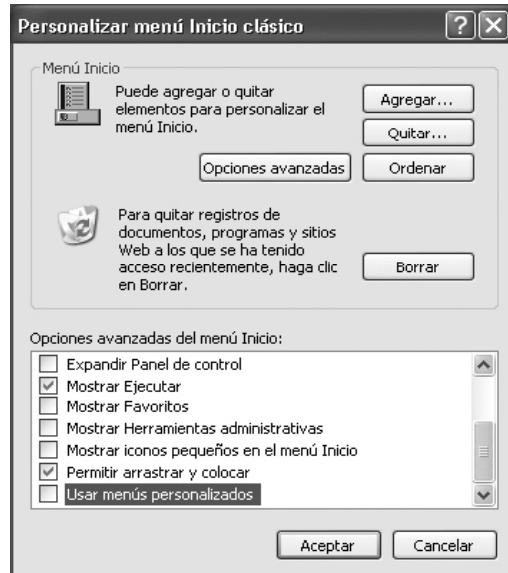 Personalizar menú Inicio clásico
Menú Inicio
Puede agregar o quitar
elementos para personalizar el
menú Inicio.
Agregar...
Quitar...
Opciones avanzadas
Ordenar
Para quitar registros de
documentos, programas y sitios
Web a los que se ha tenido
acceso recientemente, haga clic
en Borrar.
Borrar
Opciones avanzadas del menú Inicio:
Expandir Panel de control
Mostrar Ejecutar
Mostrar Favoritos
Mostrar Herramientas administrativas
Mostrar iconos pequeños en el menú Inicio
Permitir arrastrar y colocar
Usar menús personalizados
Aceptar
Cancelar